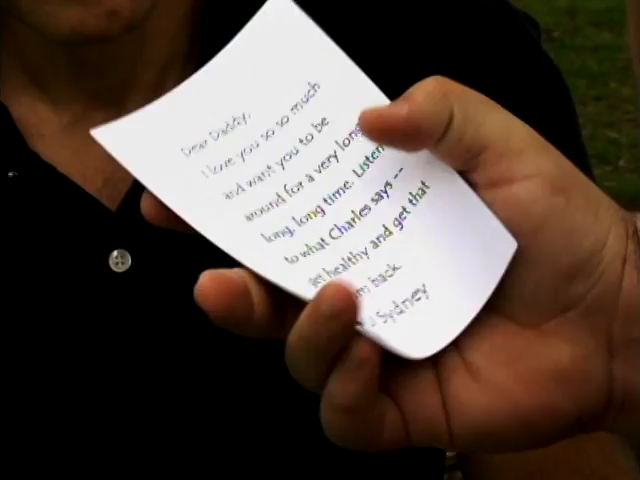 Dear Daddy,
I love you so so much
and want you to be
around for a very long
long, long time. Listen
to what Charles says --
get healthy and get that
back
Sydney